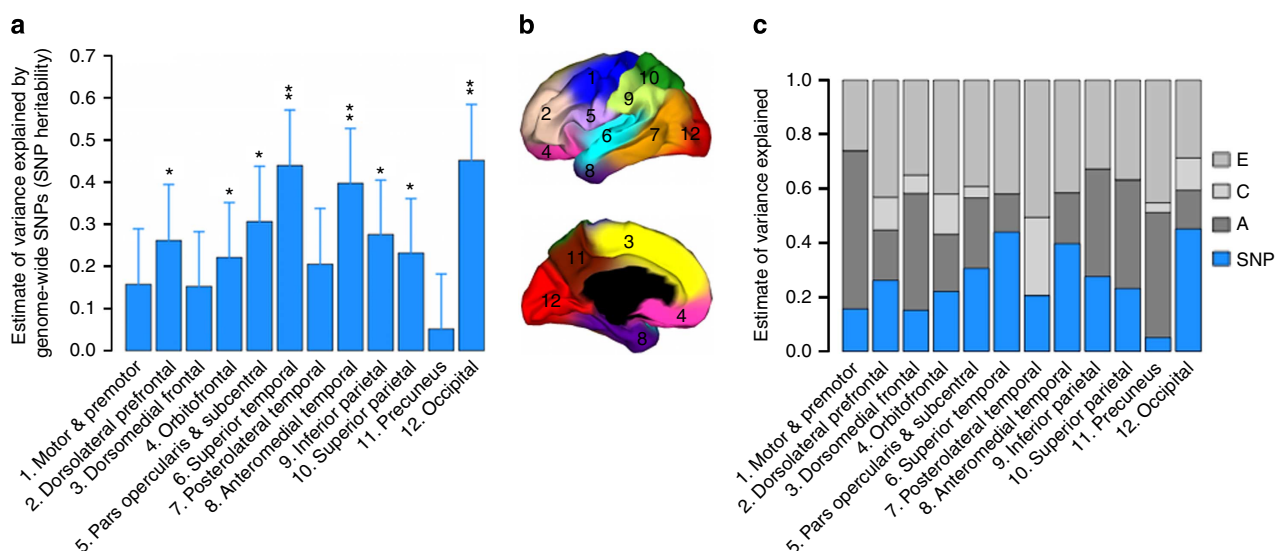 a
Estimate of variance explained by
genome-wide SNPs (SNP heritability)
0.7
0.6
0.5
0.4
0.3
0.2
0.1
0.0
*
*
*
**
**
*
*
**
1. Motor & premotor
2. Dorsolateral prefrontal
3. Dorsomedial frontal
4. Orbitofrontal
5. Pars opercularis & subcentral
6. Superior temporal
7. Posterolateral temporal
8. Anteromedial temporal
9. Inferior parietal
10. Superior parietal
11. Precuneus
12. Occipital
b
1
10
2
9
5
6
7
12
4
8
3
11
12
4
8
c
Estimate of variance explained
1.0
0.8
0.6
0.4
0.2
0.0
E
C
A
SNP
1. Motor & premotor
2. Dorsolateral prefrontal
3. Dorsomedial frontal
4. Orbitofrontal
5. Pars opercularis & subcentral
6. Superior temporal
7. Posterolateral temporal
8. Anteromedial temporal
9. Inferior parietal
10. Superior parietal
11. Precuneus
12. Occipital